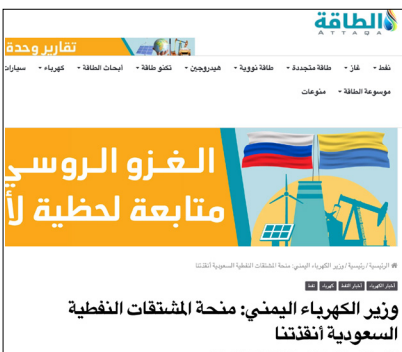 الطاقة
ATTAQA
تقارير وحدة
نفط غاز طاقة متجددة طاقة نووية هيدروجين تكنو طاقة أبحاث الطاقة كهرباء سيارات
موسوعة الطاقة منوعات
الغزو الروسي
متابعة لحظية لأ
الرئيسية / رئيسية / وزير الكهرباء اليمني: منحة المشتقات النفطية السعودية أنقذتنا
أخبار الكهرباء أخبار النفط كهرباء نفط
وزير الكهرباء اليمني: منحة المشتقات النفطية
السعودية أنقذتنا